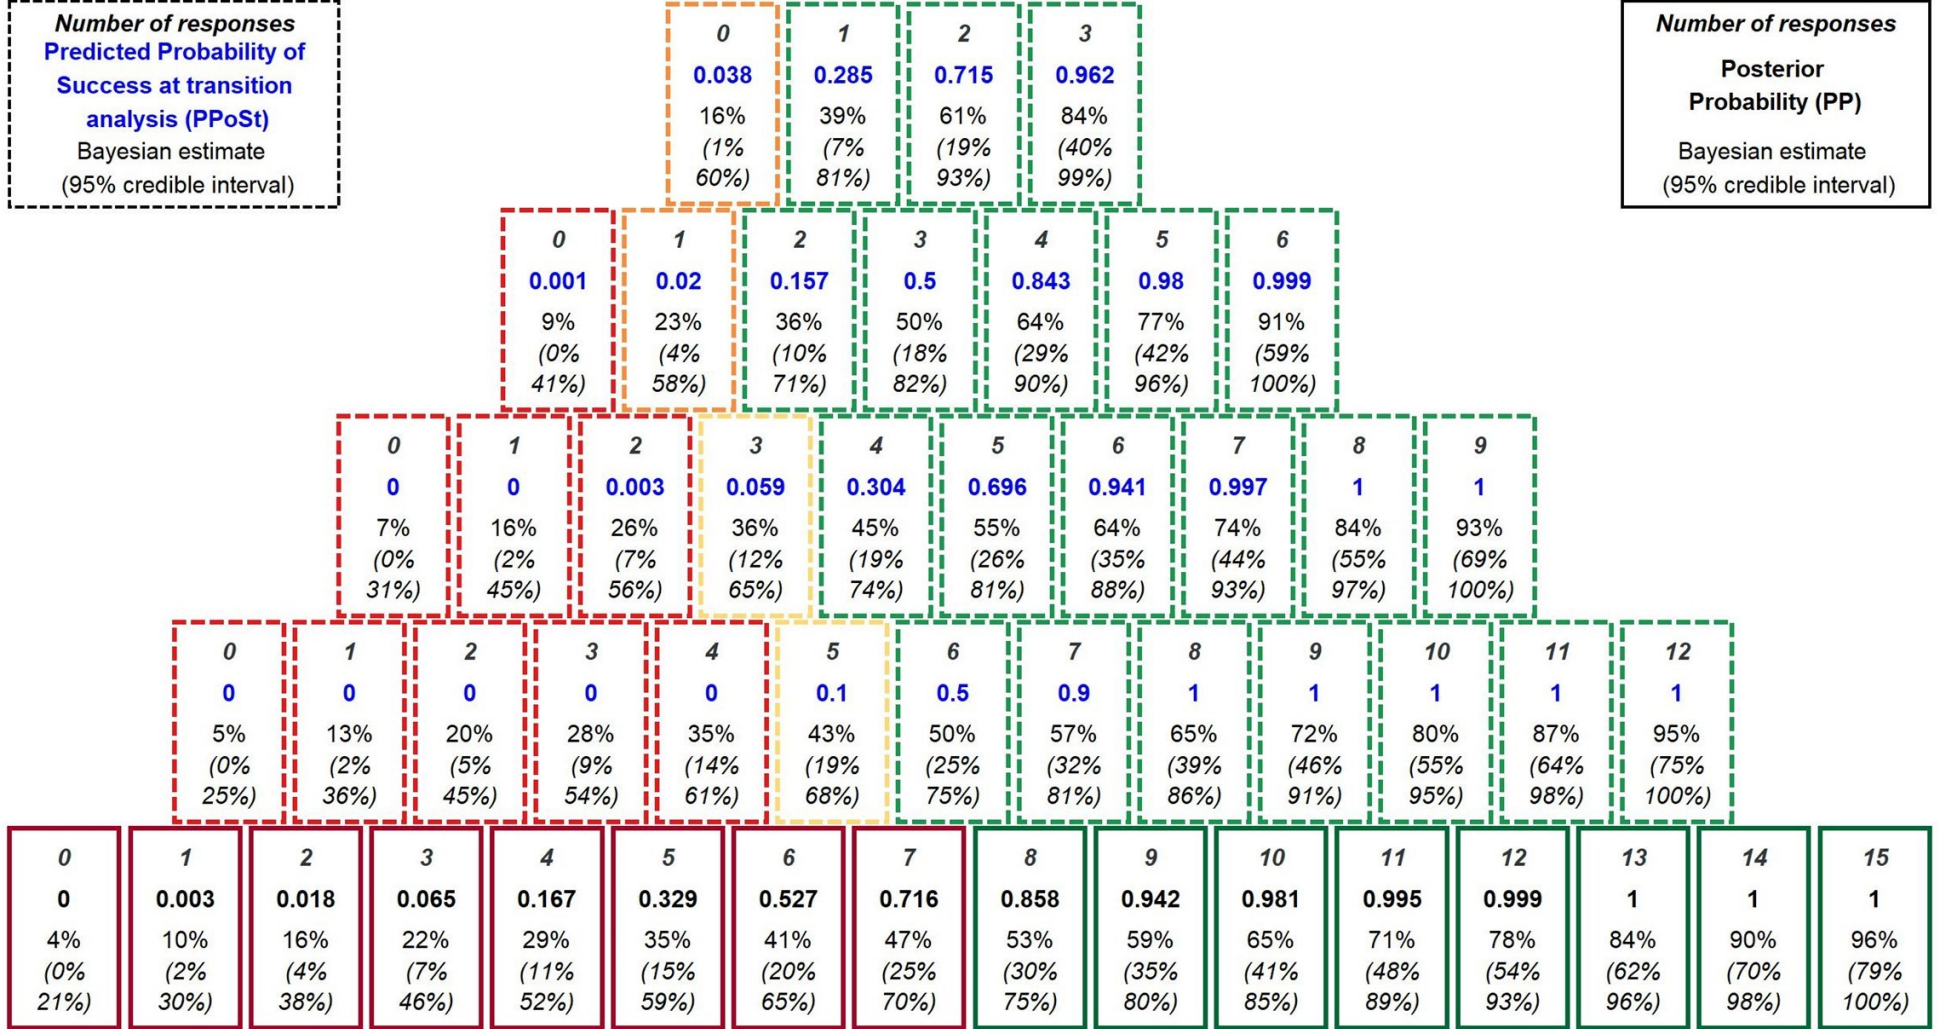 Number of responses
Predicted Probability of
Success at transition
analysis (PPoSt)
Bayesian estimate
(95% credible interval)
Number of responses
Posterior
Probability (PP)
Bayesian estimate
(95% credible interval)
0 1 2 3
0.038 0.285 0.715 0.962
16% 39% 61% 84%
(1% (7% (19% (40%
60%) 81%) 93%) 99%)
0 1 2 3 4 5 6
0.001 0.02 0.157 0.5 0.843 0.98 0.999
9% 23% 36% 50% 64% 77% 91%
(0% (4% (10% (18% (29% (42% (59%
41%) 58%) 71%) 82%) 90%) 96%) 100%)
0 1 2 3 4 5 6 7 8 9
0 0 0.003 0.059 0.304 0.696 0.941 0.997 1 1
7% 16% 26% 36% 45% 55% 64% 74% 84% 93%
(0% (2% (7% (12% (19% (26% (35% (44% (55% (69%
31%) 45%) 56%) 65%) 74%) 81%) 88%) 93%) 97%) 100%)
0 1 2 3 4 5 6 7 8 9 10 11 12
0 0 0 0 0 0.1 0.5 0.9 1 1 1 1 1
5% 13% 20% 28% 35% 43% 50% 57% 65% 72% 80% 87% 95%
(0% (2% (5% (9% (14% (19% (25% (32% (39% (46% (55% (64% (75%
25%) 36%) 45%) 54%) 61%) 68%) 75%) 81%) 86%) 91%) 95%) 98%) 100%)
0 1 2 3 4 5 6 7 8 9 10 11 12 13 14 15
0 0.003 0.018 0.065 0.167 0.329 0.527 0.716 0.858 0.942 0.981 0.995 0.999 1 1 1
4% 10% 16% 22% 29% 35% 41% 47% 53% 59% 65% 71% 78% 84% 90% 96%
(0% (2% (4% (7% (11% (15% (20% (25% (30% (35% (41% (48% (54% (62% (70% (79%
21%) 30%) 38%) 46%) 52%) 59%) 65%) 70%) 75%) 80%) 85%) 89%) 93%) 96%) 98%) 100%)